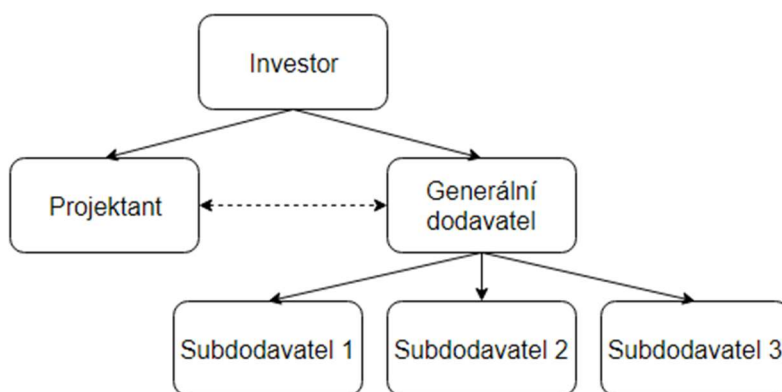 Investor
Projektant
Generální
dodavatel
Subdodavatel 1
Subdodavatel 2
Subdodavatel 3